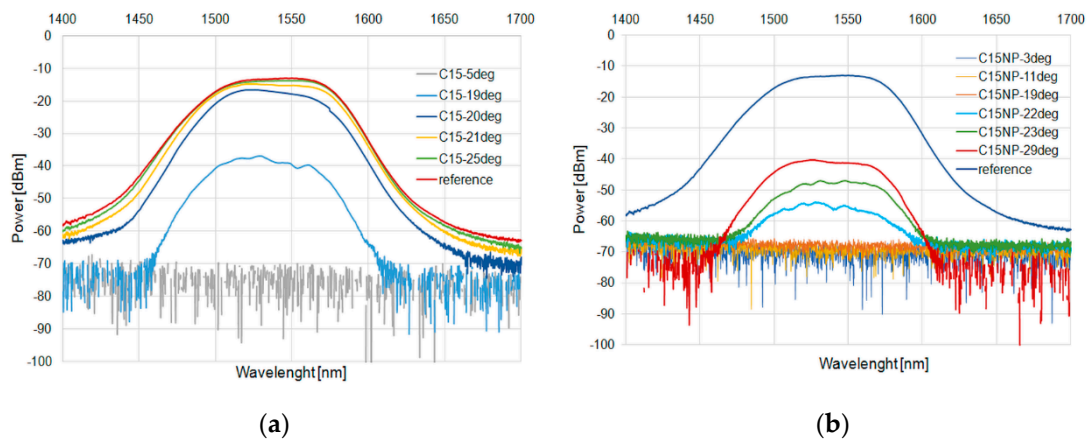 1400 1450 1500 1550 1600 1650 1700
0
-10
-20
-30
-40
-50
-60
-70
-80
-90
-100
Power [dBm]
C15-5deg
C15-19deg
C15-20deg
C15-21deg
C15-25deg
reference
Wavelenght [nm]
(a)
1400 1450 1500 1550 1600 1650 1700
0
-10
-20
-30
-40
-50
-60
-70
-80
-90
-100
Power [dBm]
C15NP-3deg
C15NP-11deg
C15NP-19deg
C15NP-22deg
C15NP-23deg
C15NP-29deg
reference
Wavelenght [nm]
(b)